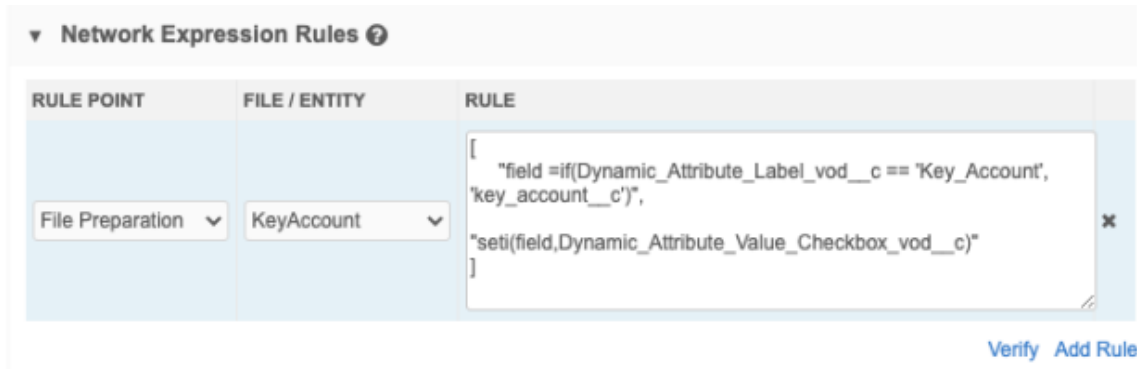 ▼ Network Expression Rules ?
RULE POINT FILE / ENTITY RULE
[
"field =if(Dynamic_Attribute_Label_vod__c == 'Key_Account',
'key_account__c')",
File Preparation KeyAccount
"seti(field,Dynamic_Attribute_Value_Checkbox_vod__c)"
]
Verify Add Rule